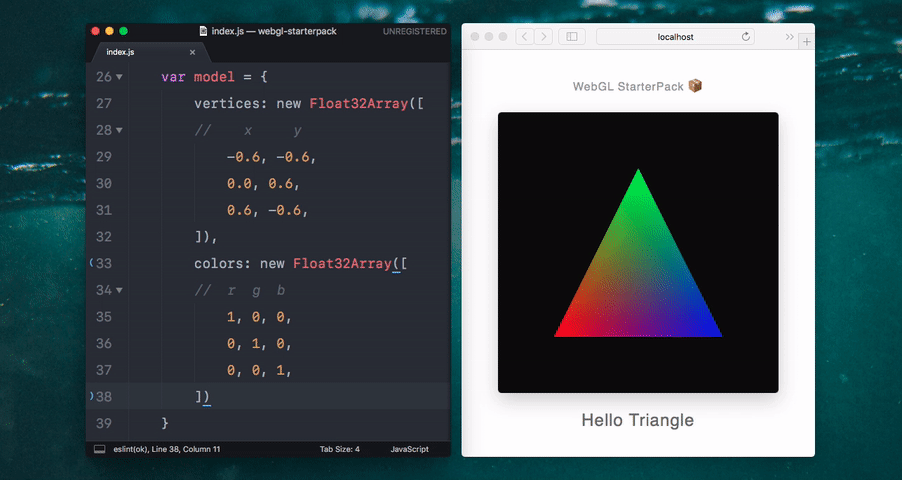 index.js — webgl-starterpack
UNREGISTERED
index.js
26 var model = {
27 vertices: new Float32Array([
28 // x y
29 −0.6, −0.6,
30 0.0, 0.6,
31 0.6, −0.6,
32 ]),
33 colors: new Float32Array([
34 // r g b
35 1, 0, 0,
36 0, 1, 0,
37 0, 0, 1,
38 ])
39 }
eslint(ok), Line 38, Column 11
Tab Size: 4
JavaScript
localhost
WebGL StarterPack 📦
Hello Triangle